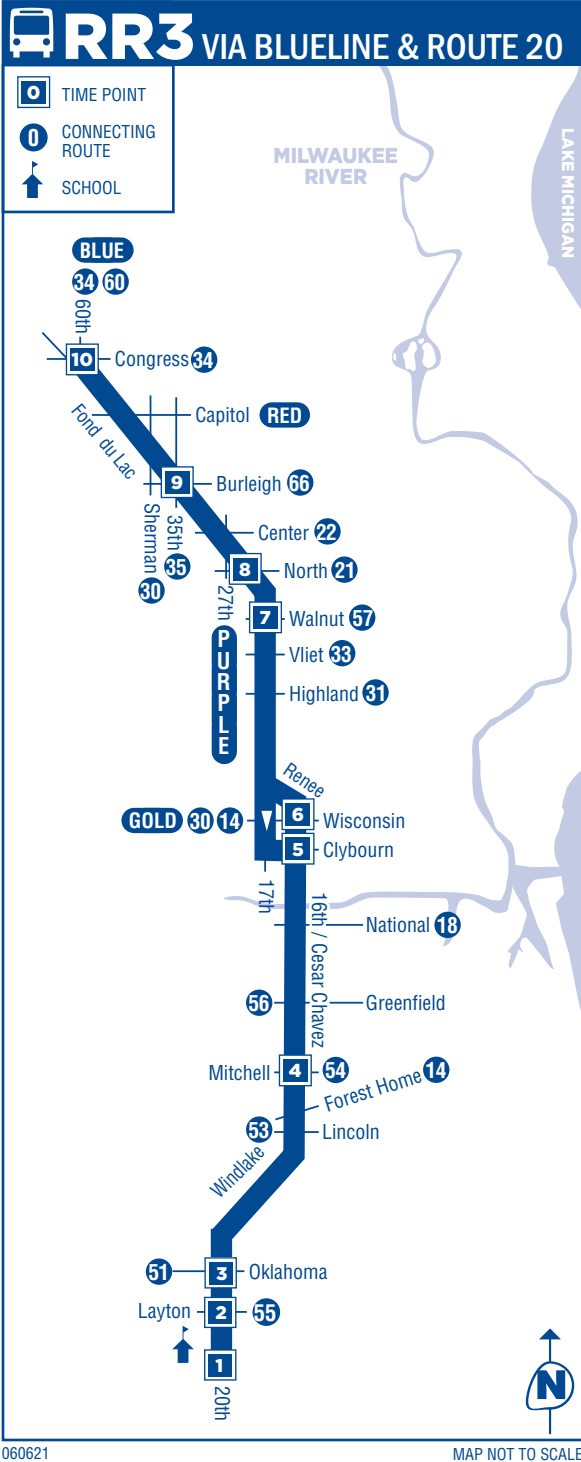 RR3 VIA BLUELINE & ROUTE 20
0 TIME POINT
0 CONNECTING
ROUTE
SCHOOL
MILWAUKEE
RIVER
LAKE MICHIGAN
BLUE
34 60
60th
10 Congress 34
Fond du Lac
Capitol RED
9 Burleigh 66
Sherman
30
35th
35
Center 22
8 North 21
27th
7 Walnut 57
PURPLE
Vliet 33
Highland 31
Renee
GOLD 30 14
6 Wisconsin
5 Clybourn
17th
16th / Cesar Chavez
National 18
56 Greenfield
Mitchell 4 54
Forest Home 14
53 Lincoln
Windlake
51 3 Oklahoma
Layton 2 55
1
20th
N
060621
MAP NOT TO SCALE